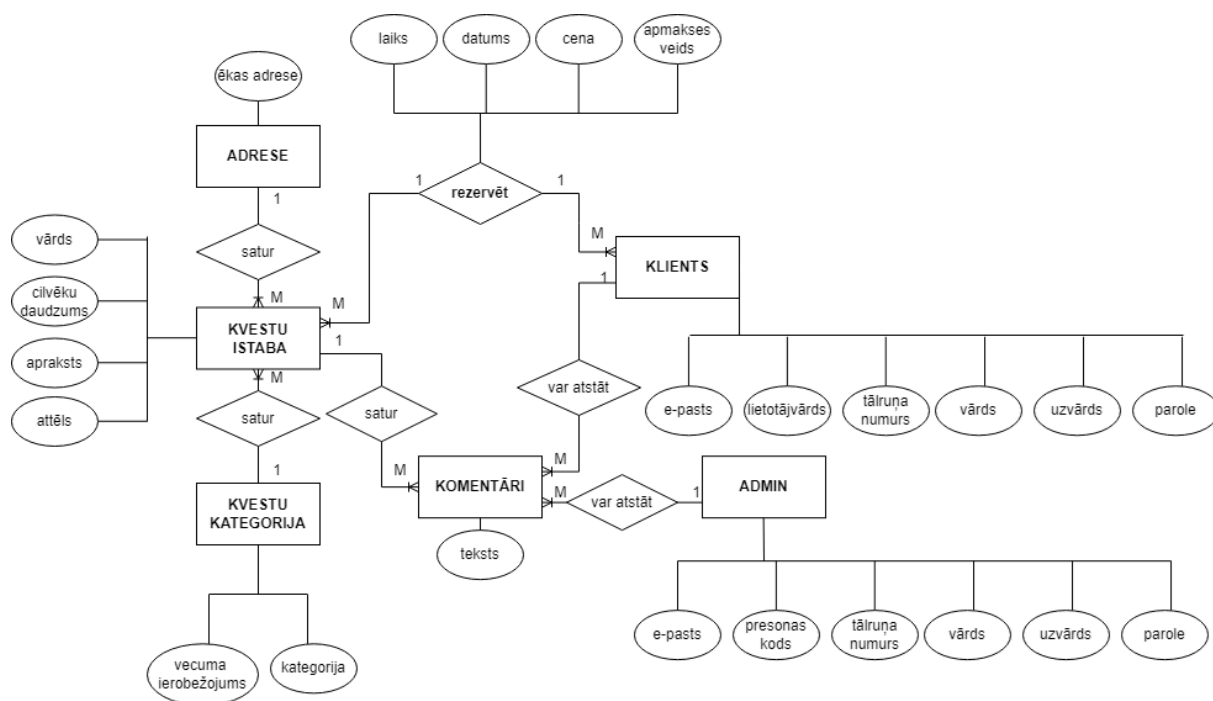 laiks
datums
cena
apmakses
veids
ēkas adrese
ADRESE
1
1
rezervēt
1
vārds
satur
M
KLIENTS
1
cilvēku
daudzums
M
M
KVESTU
ISTABA
1
apraksts
M
attēls
satur
satur
var atstāt
e-pasts
lietotājvārds
tālruņa
numurs
vārds
uzvārds
parole
1
M
KOMENTĀRI
M
M
var atstāt
1
ADMIN
KVESTU
KATEGORIJA
teksts
e-pasts
presonas
kods
tālruņa
numurs
vārds
uzvārds
parole
vecuma
ierobežojums
kategorija